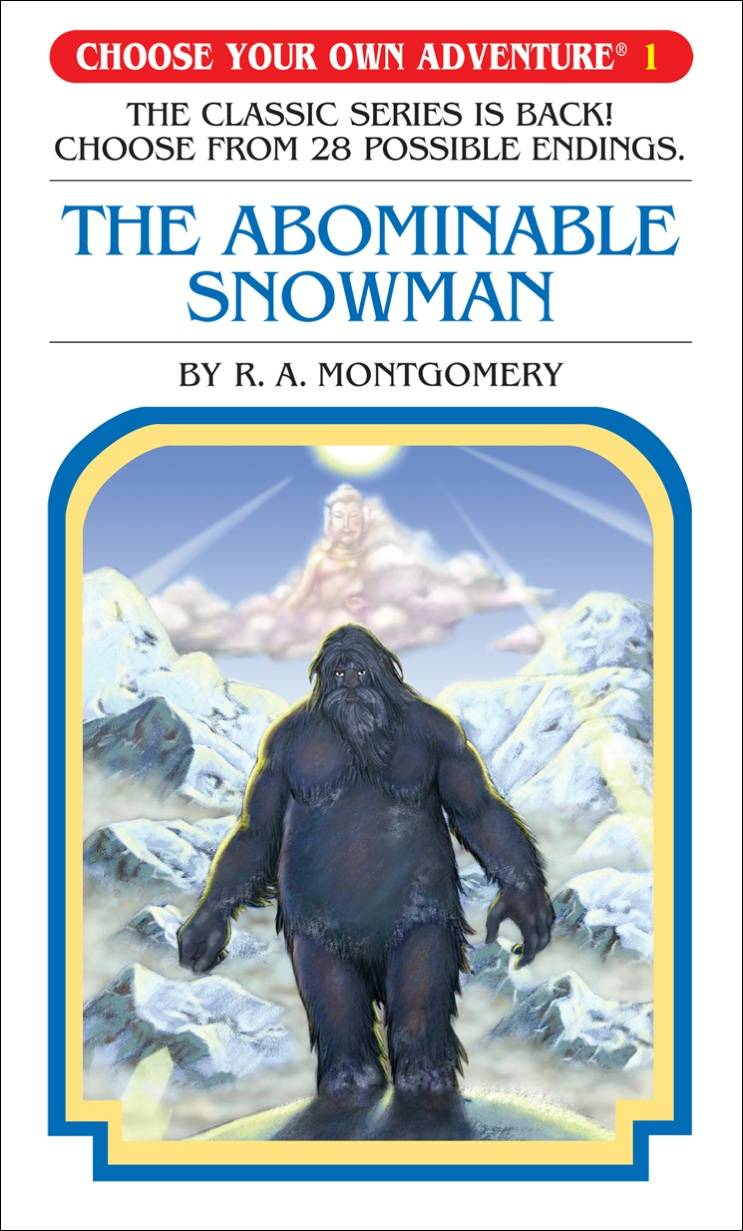 CHOOSE YOUR OWN ADVENTURE® 1
THE CLASSIC SERIES IS BACK!
CHOOSE FROM 28 POSSIBLE ENDINGS.
THE ABOMINABLE
SNOWMAN
BY R. A. MONTGOMERY